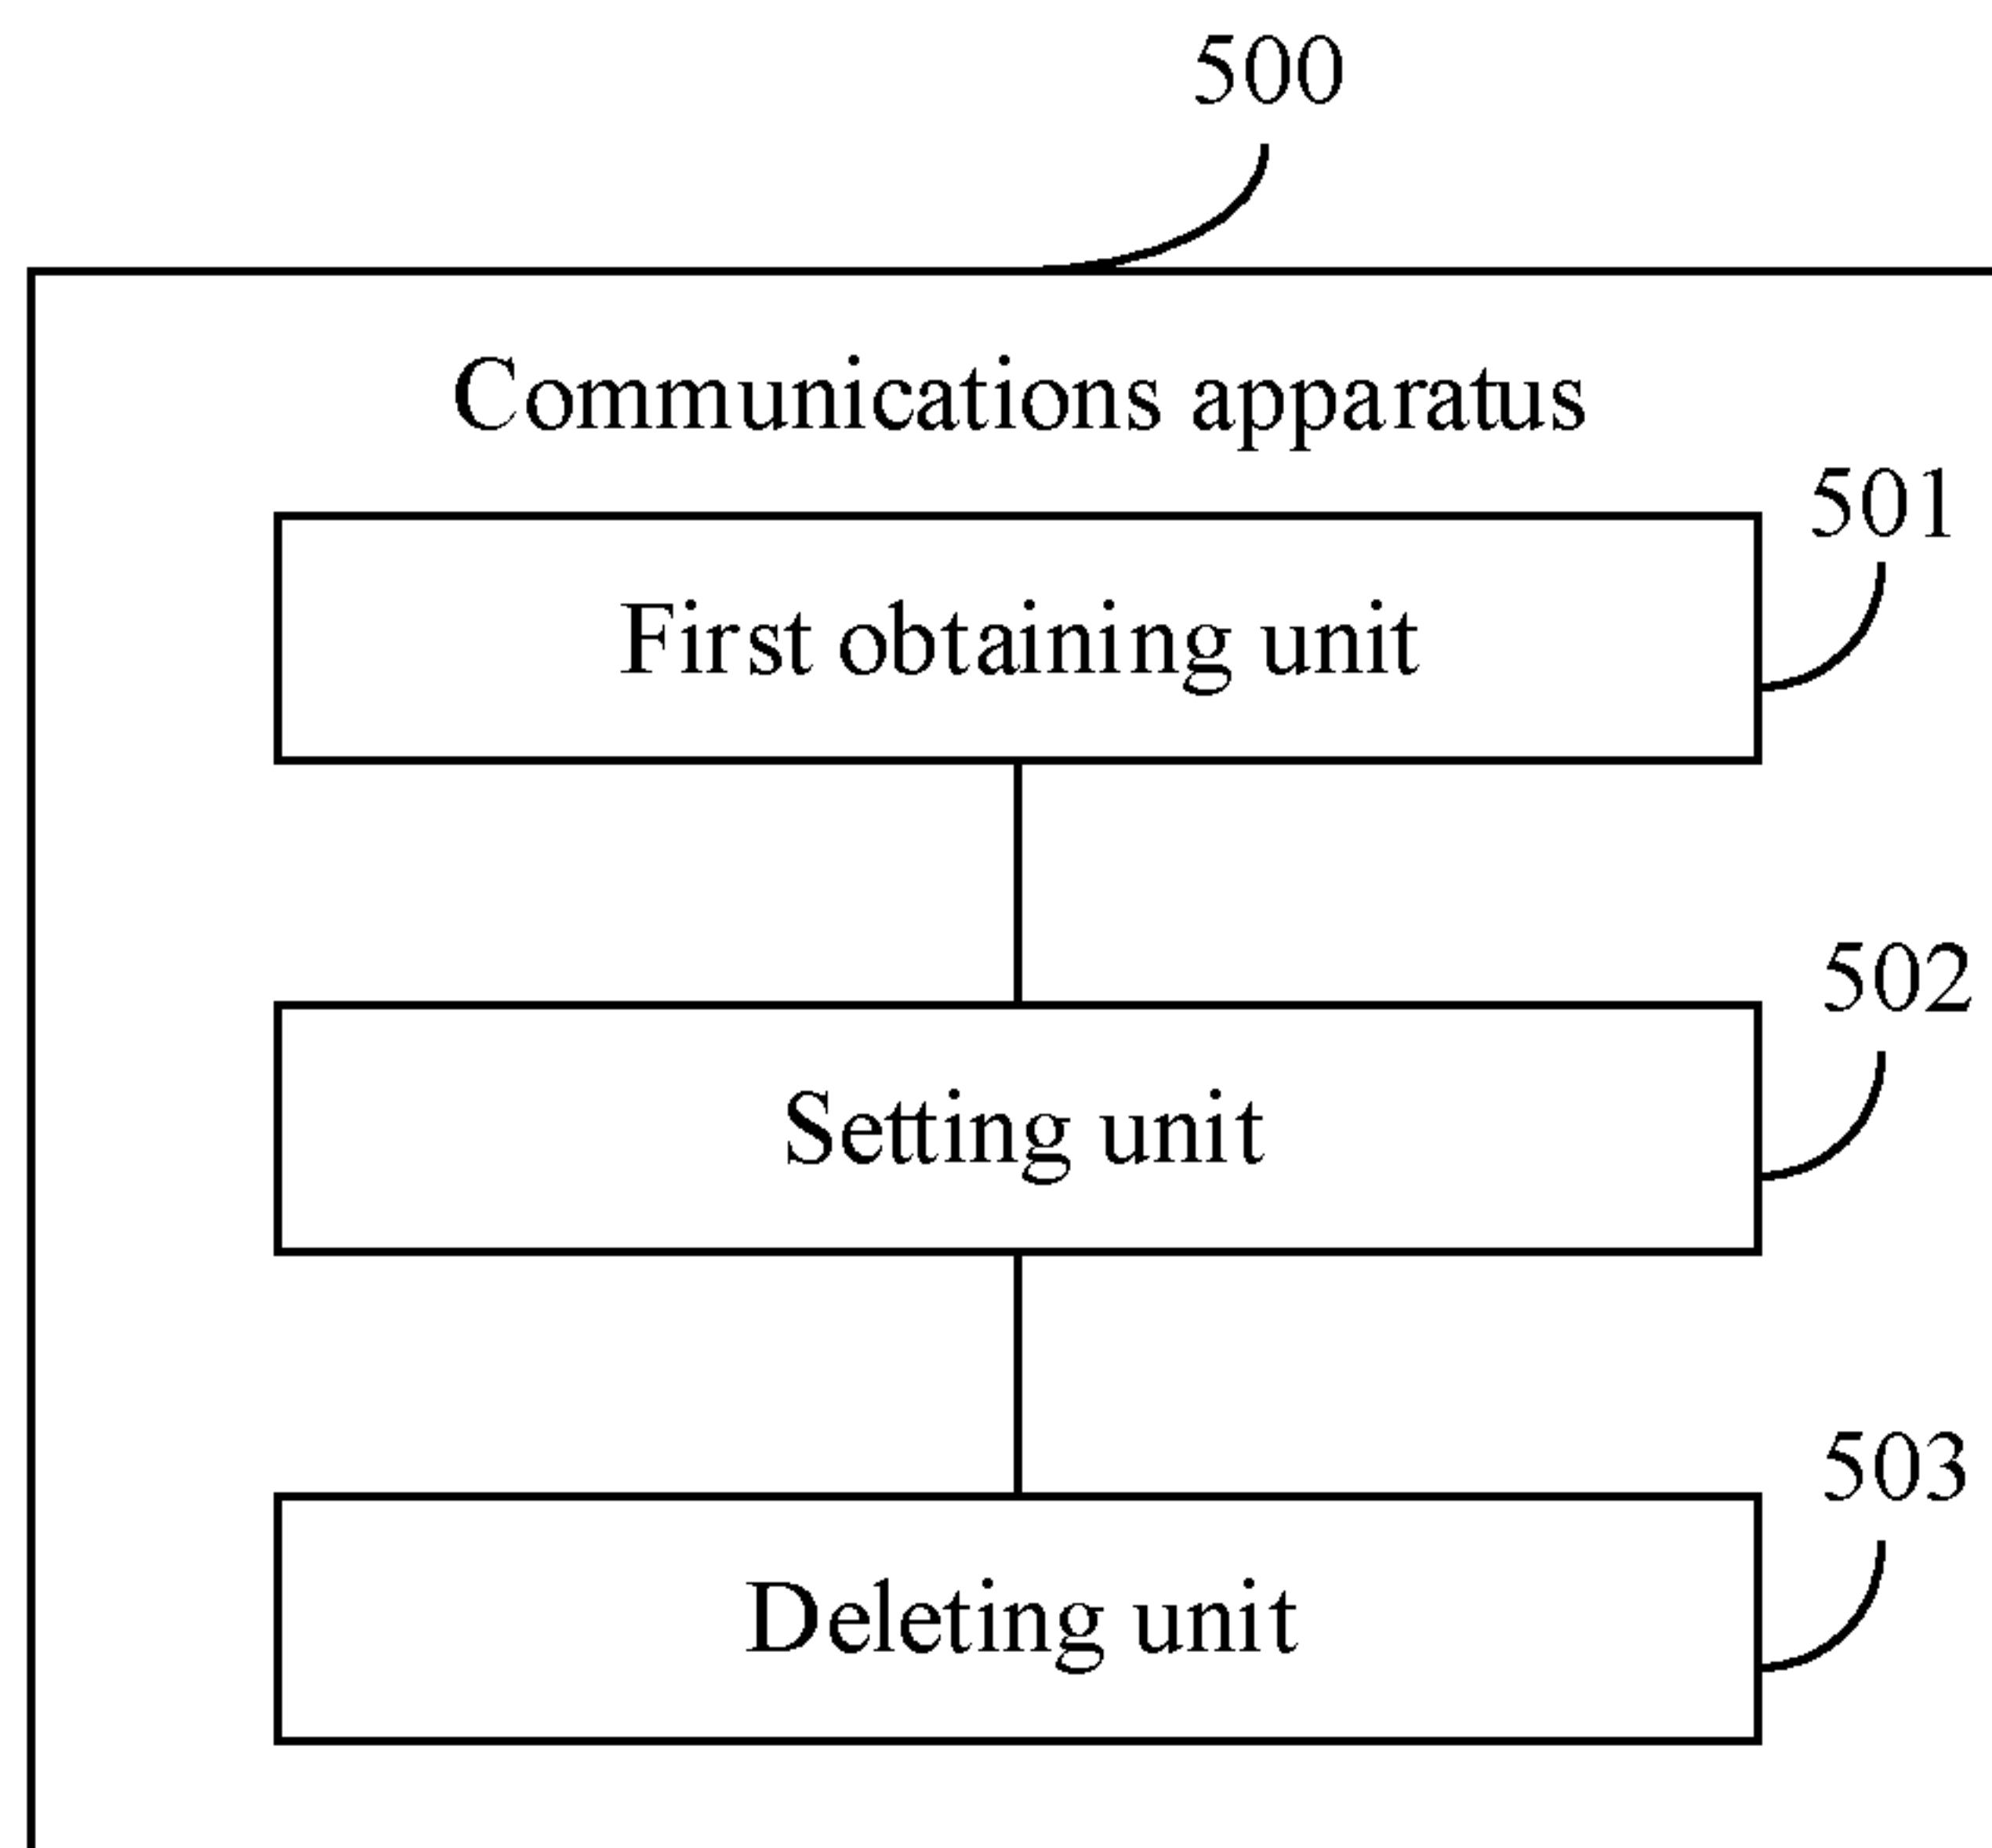 500
Communications apparatus
501
First obtaining unit
502
Setting unit
503
Deleting unit